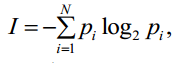 I = −∑_{i=1}^{N} p_i log_2 p_i,